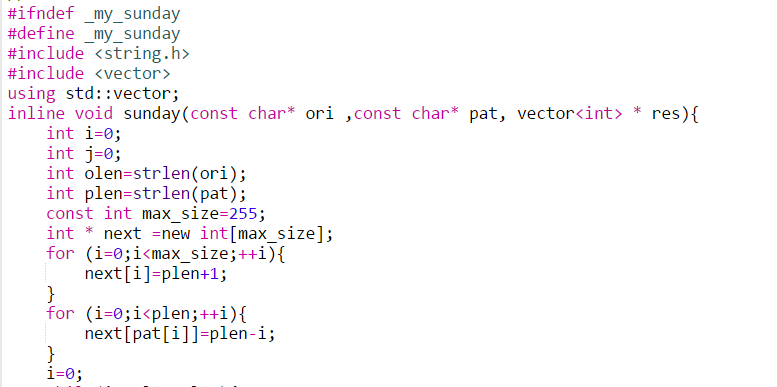 #ifndef _my_sunday
#define _my_sunday
#include <string.h>
#include <vector>
using std::vector;
inline void sunday(const char* ori ,const char* pat, vector<int> * res){
    int i=0;
    int j=0;
    int olen=strlen(ori);
    int plen=strlen(pat);
    const int max_size=255;
    int * next =new int[max_size];
    for (i=0;i<max_size;++i){
        next[i]=plen+1;
    }
    for (i=0;i<plen;++i){
        next[pat[i]]=plen-i;
    }
    i=0;